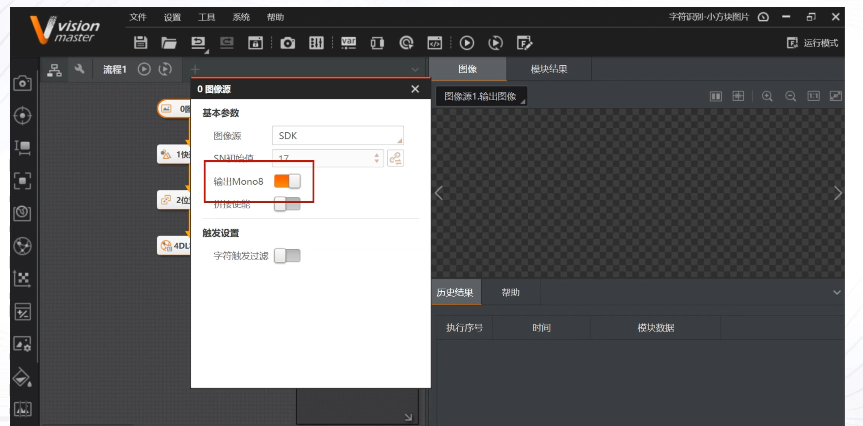 vision
master
文件 设置 工具 系统 帮助
字符识别-小方块图片
运行模式
流程1
图像 模块结果
0 图像源
图像源1.输出图像
基本参数
图像源 SDK
SN初始值 17
输出Mono8
拼接使能
触发设置
字符触发过滤
0图
1快
2位
4DL
历史结果 帮助
执行序号 时间 模块数据